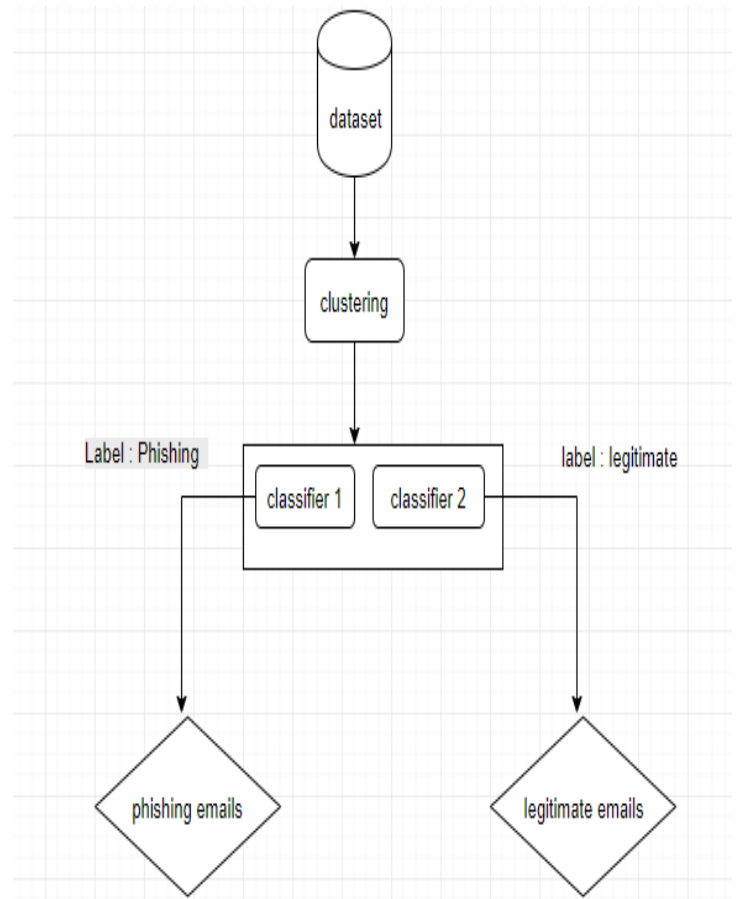 dataset
clustering
Label : Phishing
label : legitimate
classifier 1
classifier 2
phishing emails
legitimate emails